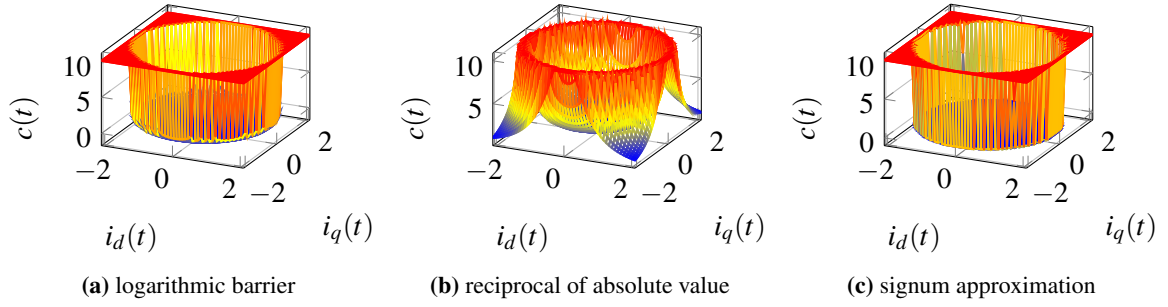 10
5
0
c(t)
−2
0
2
−2
0
2
i_d(t)
i_q(t)
(a) logarithmic barrier
10
5
c(t)
−2
0
2
−2
0
2
i_d(t)
i_q(t)
(b) reciprocal of absolute value
10
5
0
c(t)
−2
0
2
−2
0
2
i_d(t)
i_q(t)
(c) signum approximation